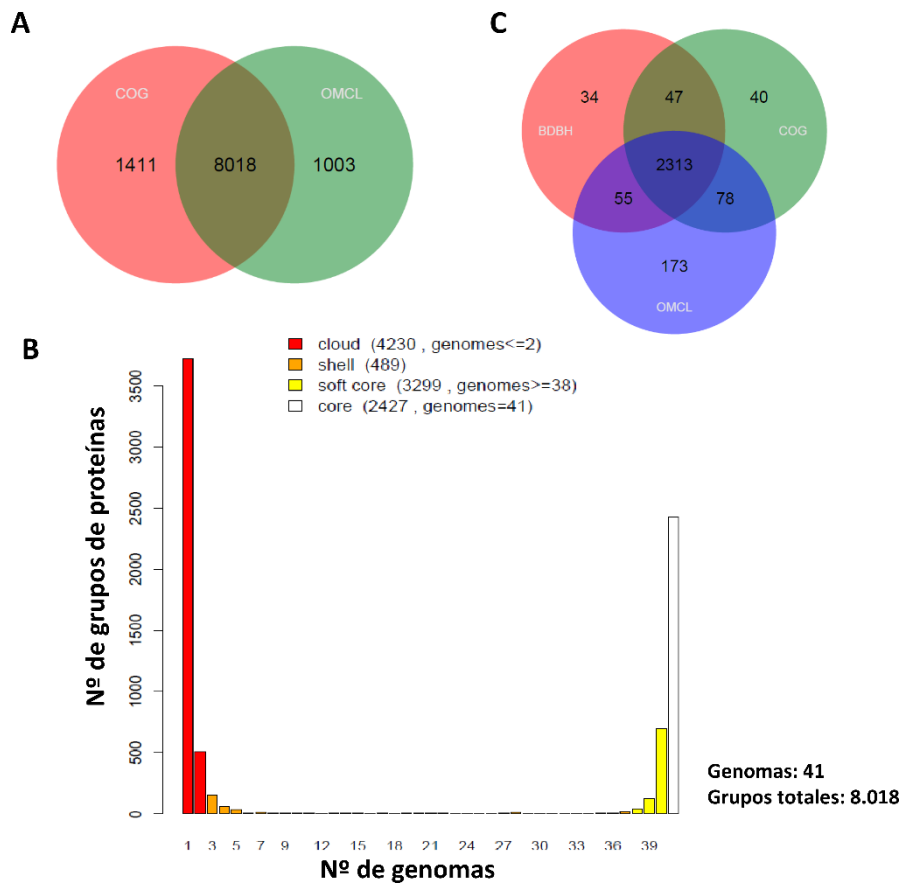 A
COG
OMCL
1411
8018
1003
C
34
47
40
BDBH
COG
2313
55
78
173
OMCL
B
cloud (4230 , genomes<=2)
shell (489)
soft core (3299 , genomes>=38)
core (2427 , genomes=41)
Nº de grupos de proteínas
3500
3000
2500
2000
1500
1000
500
0
1 3 5 7 9 12 15 18 21 24 27 30 33 36 39
Nº de genomas
Genomas: 41
Grupos totales: 8.018